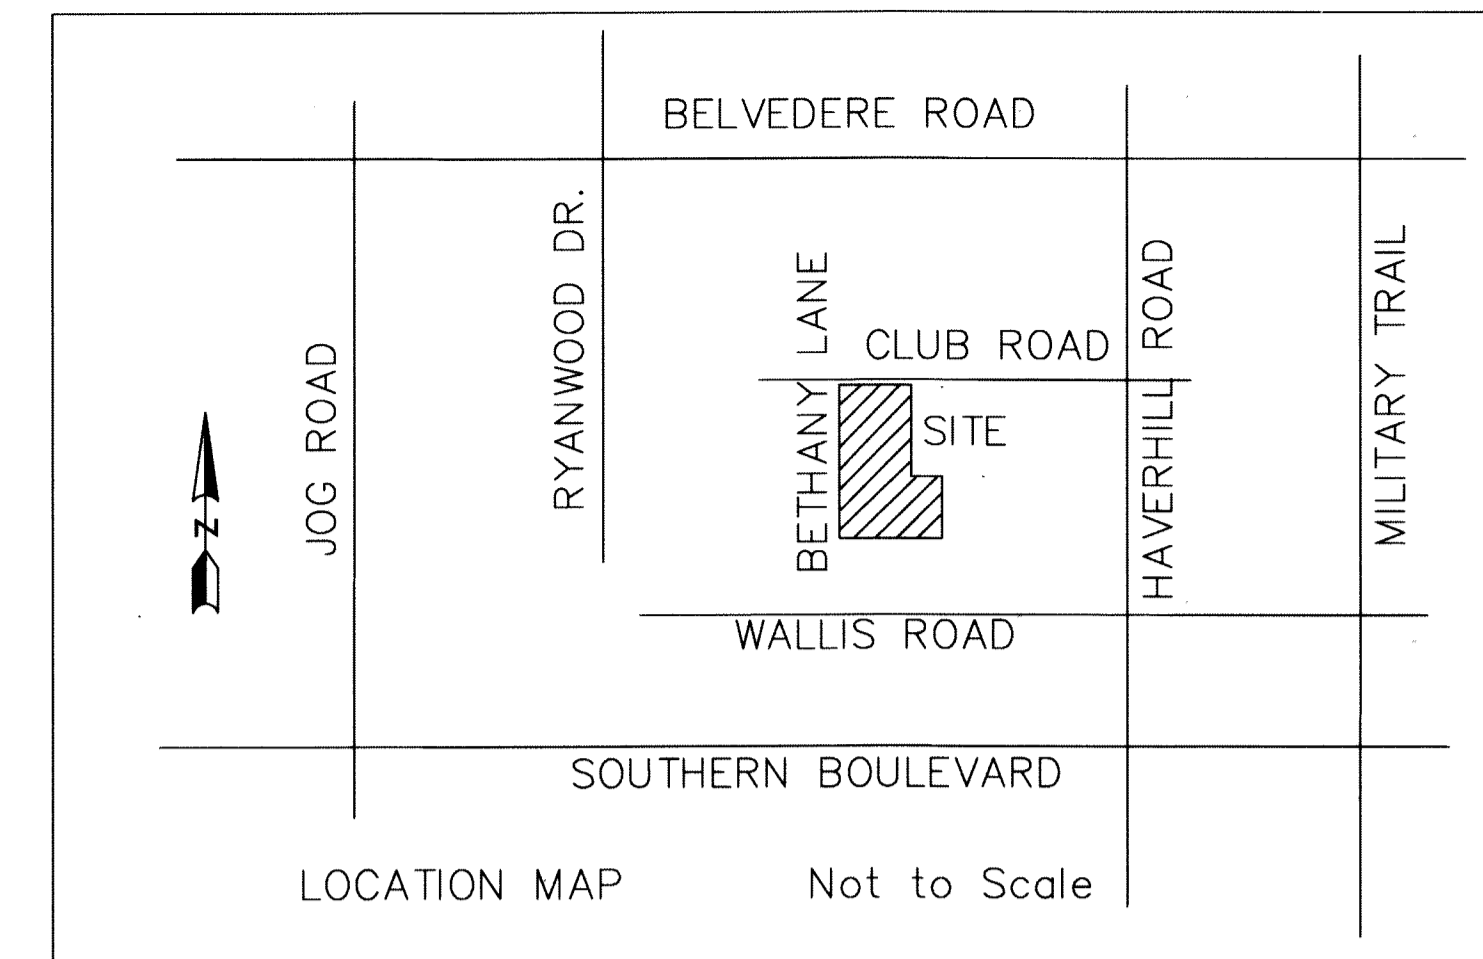 BELVEDERE ROAD
JOG ROAD
RYANWOOD DR.
BETHANY LANE
CLUB ROAD
SITE
HAVERHILL ROAD
MILITARY TRAIL
N
WALLIS ROAD
SOUTHERN BOULEVARD
LOCATION MAP
Not to Scale